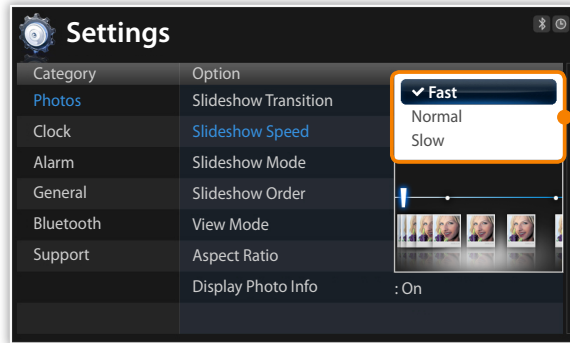 Settings
Category Option
Photos Slideshow Transition
Fast
Clock Slideshow Speed
Normal
Slow
Alarm Slideshow Mode
General Slideshow Order
Bluetooth View Mode
Support Aspect Ratio
Display Photo Info : On